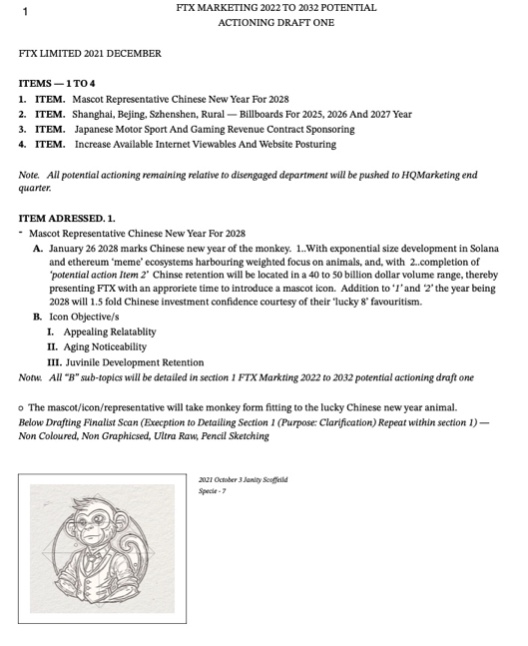 1
FTX MARKETING 2022 TO 2032 POTENTIAL
ACTIONING DRAFT ONE
FTX LIMITED 2021 DECEMBER
ITEMS — 1 TO 4
1. ITEM. Mascot Representative Chinese New Year For 2028
2. ITEM. Shanghai, Bejing, Szhenshen, Rural — Billboards For 2025, 2026 And 2027 Year
3. ITEM. Japanese Motor Sport And Gaming Revenue Contract Sponsoring
4. ITEM. Increase Available Internet Viewables And Website Posturing
Note. All potential actioning remaining relative to disengaged department will be pushed to HQMarketing end
quarter.
ITEM ADRESSED. 1.
- Mascot Representative Chinese New Year For 2028
A. January 26 2028 marks Chinese new year of the monkey. 1..With exponential size development in Solana
and ethereum 'meme' ecosystems harbouring weighted focus on animals, and, with 2..completion of
'potential action Item 2' Chinse retention will be located in a 40 to 50 billion dollar volume range, thereby
presenting FTX with an approriete time to introduce a mascot icon. Addition to '1' and '2' the year being
2028 will 1.5 fold Chinese investment confidence courtesy of their 'lucky 8' favouritism.
B. Icon Objective/s
I. Appealing Relatablity
II. Aging Noticeability
III. Juvinile Development Retention
Notw. All "B" sub-topics will be detailed in section 1 FTX Markting 2022 to 2032 potential actioning draft one
o The mascot/icon/representative will take monkey form fitting to the lucky Chinese new year animal.
Below Drafting Finalist Scan (Execption to Detailing Section 1 (Purpose: Clarification) Repeat within section 1) —
Non Coloured, Non Graphicsed, Ultra Raw, Pencil Sketching
2021 October 3 Janity Scoffeild
Specie - 7